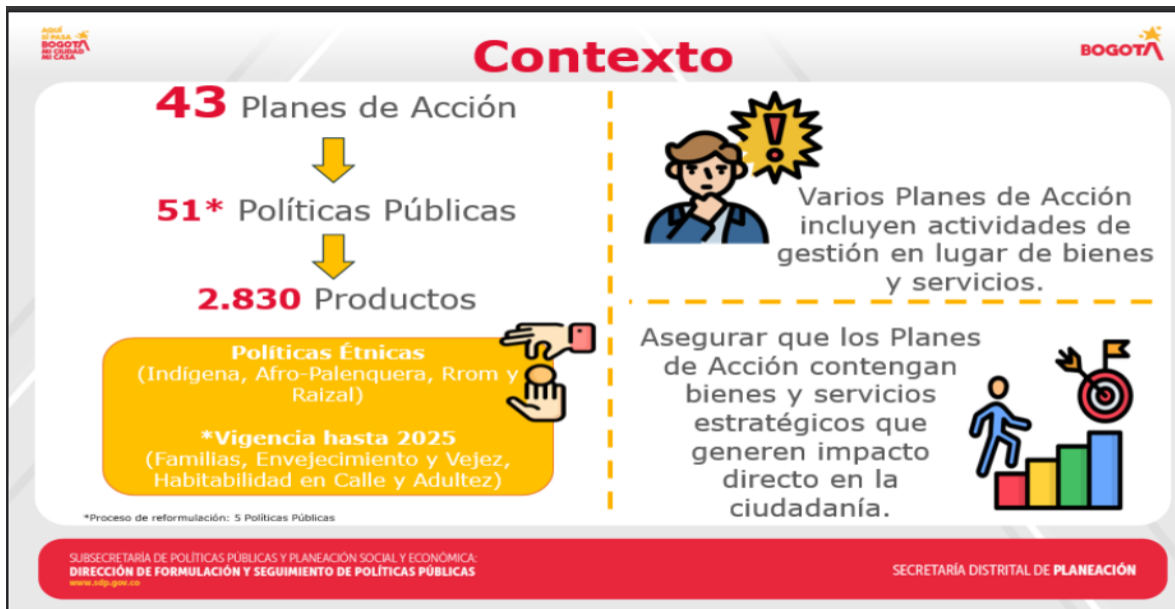 AQUÍ
SÍ PASA
BOGOTÁ
MI CIUDAD
MI CASA
Contexto
BOGOTÁ
43 Planes de Acción
51* Políticas Públicas
2.830 Productos
Políticas Étnicas
(Indígena, Afro-Palenquera, Rrom y
Raizal)
*Vigencia hasta 2025
(Familias, Envejecimiento y Vejez,
Habitabilidad en Calle y Adultez)
*Proceso de reformulación: 5 Políticas Públicas
Varios Planes de Acción
incluyen actividades de
gestión en lugar de bienes
y servicios.
Asegurar que los Planes
de Acción contengan
bienes y servicios
estratégicos que
generen impacto
directo en la
ciudadanía.
SUBSECRETARÍA DE POLÍTICAS PÚBLICAS Y PLANEACIÓN SOCIAL Y ECONÓMICA:
DIRECCIÓN DE FORMULACIÓN Y SEGUIMIENTO DE POLÍTICAS PÚBLICAS
www.sdp.gov.co
SECRETARÍA DISTRITAL DE PLANEACIÓN